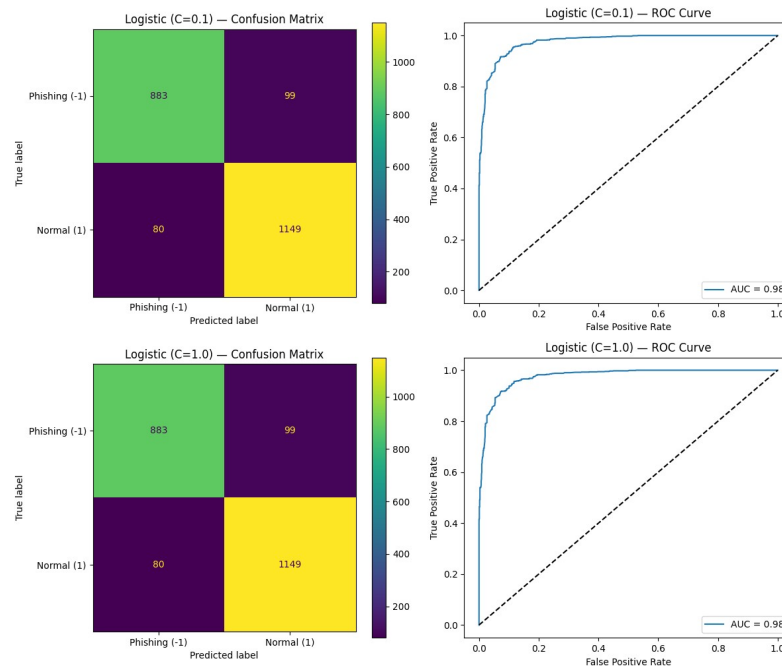 Logistic (C=0.1) — Confusion Matrix
Phishing (-1)
Normal (1)
True label
883
99
80
1149
Phishing (-1)
Normal (1)
Predicted label
1000
800
600
400
200
Logistic (C=0.1) — ROC Curve
True Positive Rate
1.0
0.8
0.6
0.4
0.2
0.0
AUC = 0.98
0.0
0.2
0.4
0.6
0.8
1.0
False Positive Rate
Logistic (C=1.0) — Confusion Matrix
Phishing (-1)
Normal (1)
True label
883
99
80
1149
Phishing (-1)
Normal (1)
Predicted label
1000
800
600
400
200
Logistic (C=1.0) — ROC Curve
True Positive Rate
1.0
0.8
0.6
0.4
0.2
0.0
AUC = 0.98
0.0
0.2
0.4
0.6
0.8
1.0
False Positive Rate